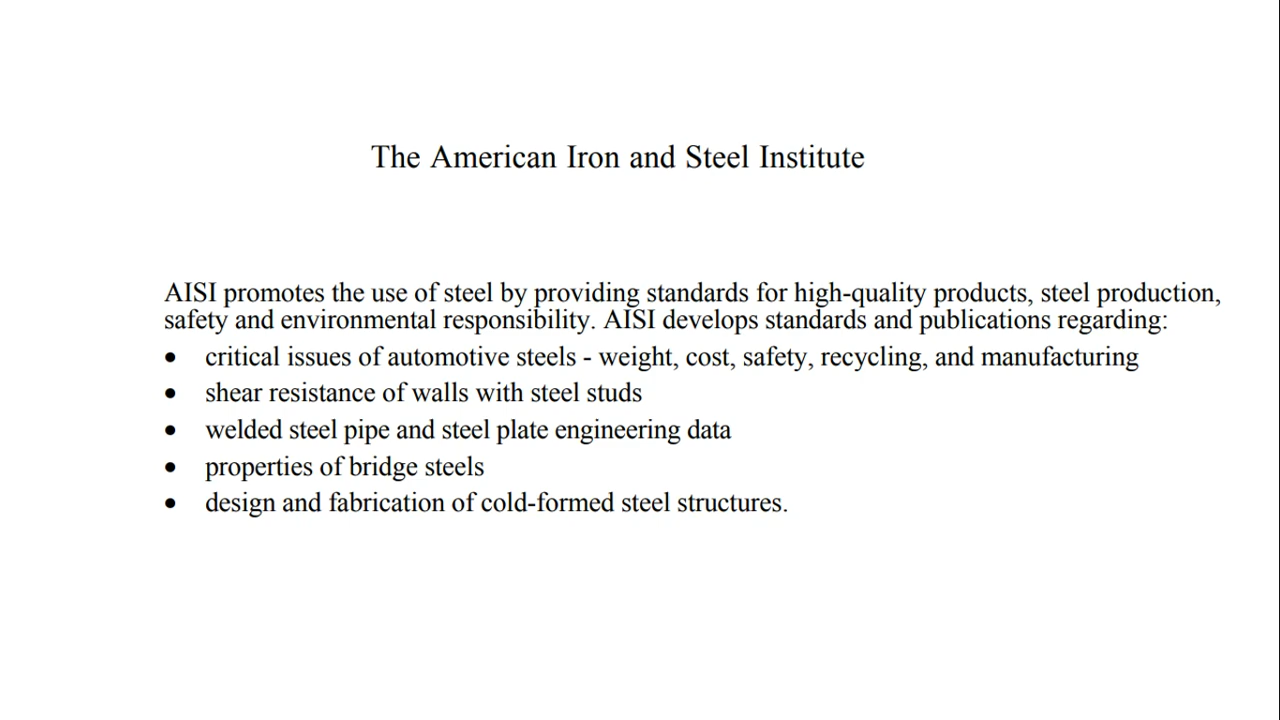 The American Iron and Steel Institute
AISI promotes the use of steel by providing standards for high-quality products, steel production,
safety and environmental responsibility. AISI develops standards and publications regarding:
• critical issues of automotive steels - weight, cost, safety, recycling, and manufacturing
• shear resistance of walls with steel studs
• welded steel pipe and steel plate engineering data
• properties of bridge steels
• design and fabrication of cold-formed steel structures.